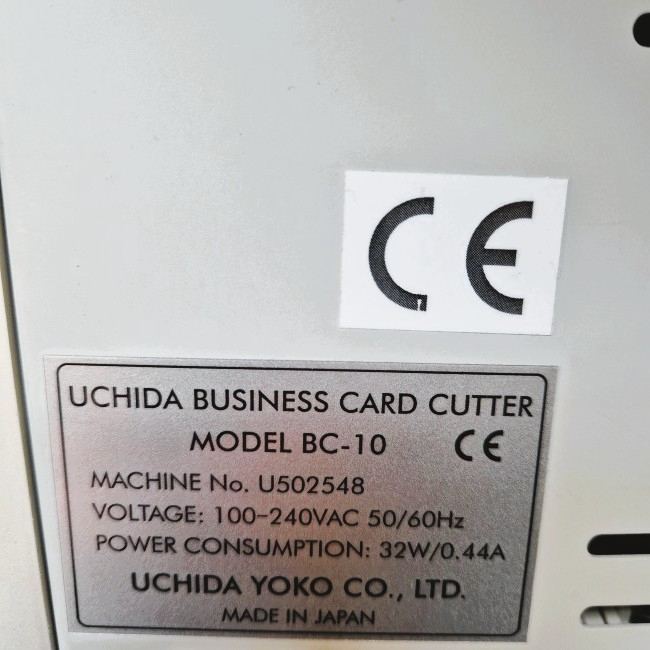 CE
UCHIDA BUSINESS CARD CUTTER
MODEL BC-10 CE
MACHINE No. U502548
VOLTAGE: 100-240VAC 50/60Hz
POWER CONSUMPTION: 32W/0.44A
UCHIDA YOKO CO., LTD.
MADE IN JAPAN